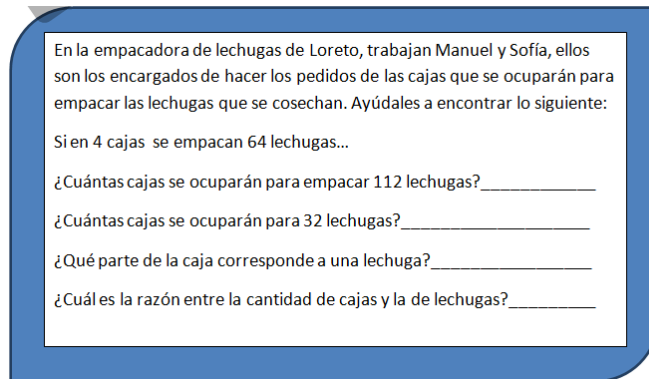 En la empacadora de lechugas de Loreto, trabajan Manuel y Sofía, ellos
son los encargados de hacer los pedidos de las cajas que se ocuparán para
empacar las lechugas que se cosechan. Ayúdales a encontrar lo siguiente:
Si en 4 cajas se empacan 64 lechugas...
¿Cuántas cajas se ocuparán para empacar 112 lechugas?____________
¿Cuántas cajas se ocuparán para 32 lechugas?____________________
¿Qué parte de la caja corresponde a una lechuga?_________________
¿Cuál es la razón entre la cantidad de cajas y la de lechugas?_________